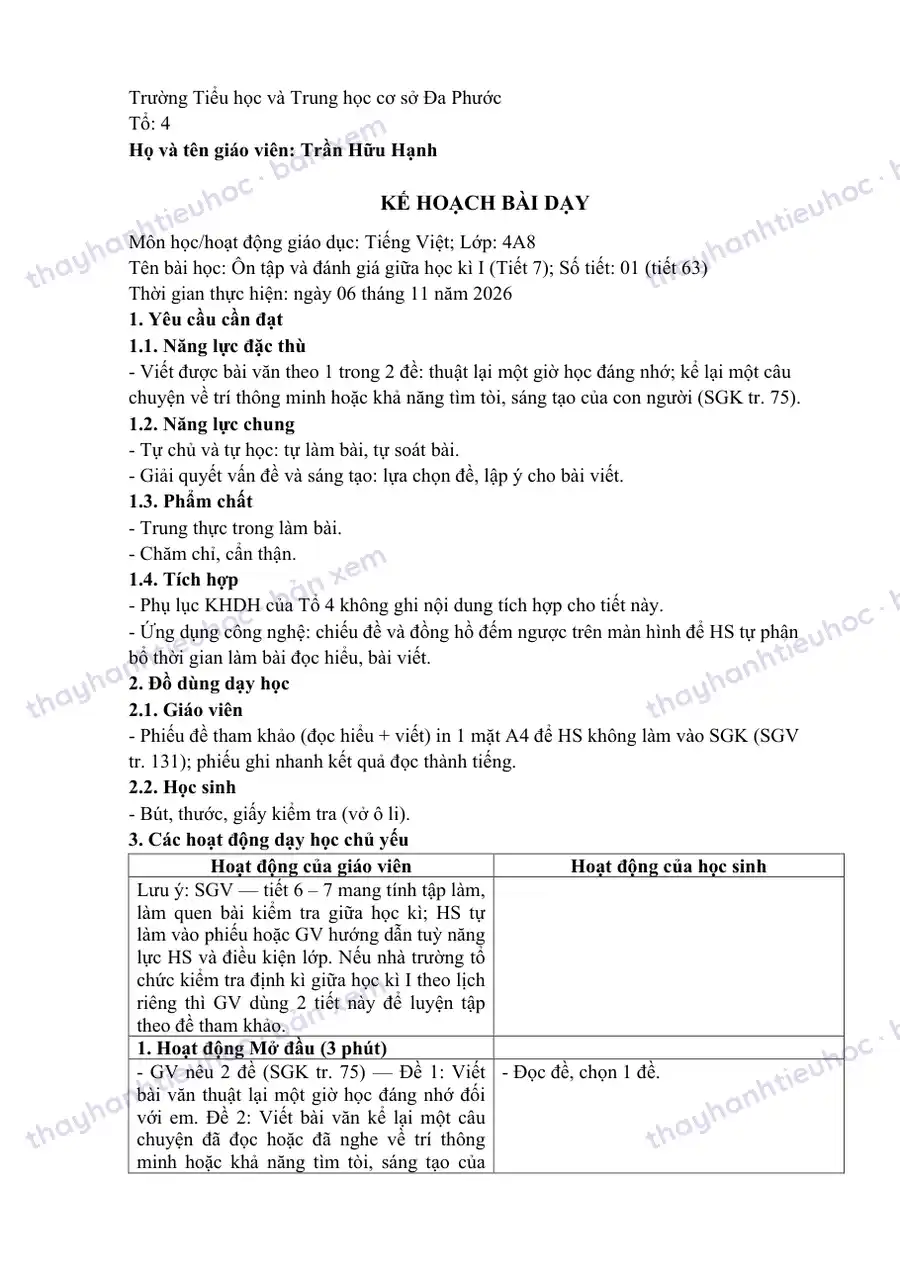 Trường Tiểu học và Trung học cơ sở Đa Phước
Tổ: 4
Họ và tên giáo viên: Trần Hữu Hạnh
KẾ HOẠCH BÀI DẠY
Môn học/hoạt động giáo dục: Tiếng Việt; Lớp: 4A8
Tên bài học: Ôn tập và đánh giá giữa học kì I (Tiết 7); Số tiết: 01 (tiết 63)
Thời gian thực hiện: ngày 06 tháng 11 năm 2026
1. Yêu cầu cần đạt
1.1. Năng lực đặc thù
- Viết được bài văn theo 1 trong 2 đề: thuật lại một giờ học đáng nhớ; kể lại một câu
chuyện về trí thông minh hoặc khả năng tìm tòi, sáng tạo của con người (SGK tr. 75).
1.2. Năng lực chung
- Tự chủ và tự học: tự làm bài, tự soát bài.
- Giải quyết vấn đề và sáng tạo: lựa chọn đề, lập ý cho bài viết.
1.3. Phẩm chất
- Trung thực trong làm bài.
- Chăm chỉ, cẩn thận.
1.4. Tích hợp
- Phụ lục KHDH của Tổ 4 không ghi nội dung tích hợp cho tiết này.
- Ứng dụng công nghệ: chiếu đề và đồng hồ đếm ngược trên màn hình để HS tự phân
bổ thời gian làm bài đọc hiểu, bài viết.
2. Đồ dùng dạy học
2.1. Giáo viên
- Phiếu đề tham khảo (đọc hiểu + viết) in 1 mặt A4 để HS không làm vào SGK (SGV
tr. 131); phiếu ghi nhanh kết quả đọc thành tiếng.
2.2. Học sinh
- Bút, thước, giấy kiểm tra (vở ô li).
3. Các hoạt động dạy học chủ yếu
Hoạt động của giáo viên
Hoạt động của học sinh
Lưu ý: SGV — tiết 6 – 7 mang tính tập làm,
làm quen bài kiểm tra giữa học kì; HS tự
làm vào phiếu hoặc GV hướng dẫn tuỳ năng
lực HS và điều kiện lớp. Nếu nhà trường tổ
chức kiểm tra định kì giữa học kì I theo lịch
riêng thì GV dùng 2 tiết này để luyện tập
theo đề tham khảo.
1. Hoạt động Mở đầu (3 phút)
- GV nêu 2 đề (SGK tr. 75) — Đề 1: Viết
bài văn thuật lại một giờ học đáng nhớ đối
với em. Đề 2: Viết bài văn kể lại một câu
chuyện đã đọc hoặc đã nghe về trí thông
minh hoặc khả năng tìm tòi, sáng tạo của
- Đọc đề, chọn 1 đề.
thayhanhtieuhoc · bản xem
thayhanhtieuhoc · b
thayhanhtieuhoc · bản xem
thayhanhtieuhoc · b
thayhanhtieuhoc · bản xem
thayhanhtieuhoc · b